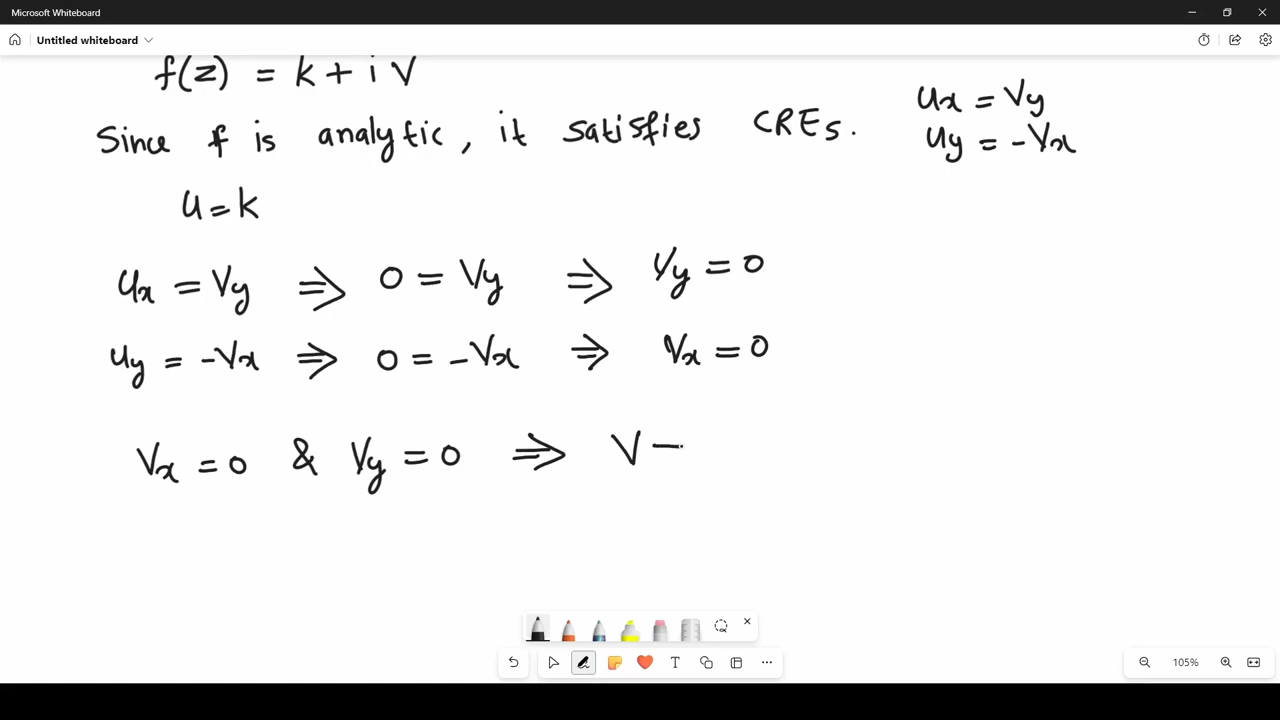 Microsoft Whiteboard
Untitled whiteboard
f(z) = k + i V
Since f is analytic, it satisfies CREs.
Ux = Vy
Uy = -Vx
U = k
Ux = Vy ⇒ 0 = Vy ⇒ Vy = 0
Uy = -Vx ⇒ 0 = -Vx ⇒ Vx = 0
Vx = 0 & Vy = 0 ⇒ V -
105%